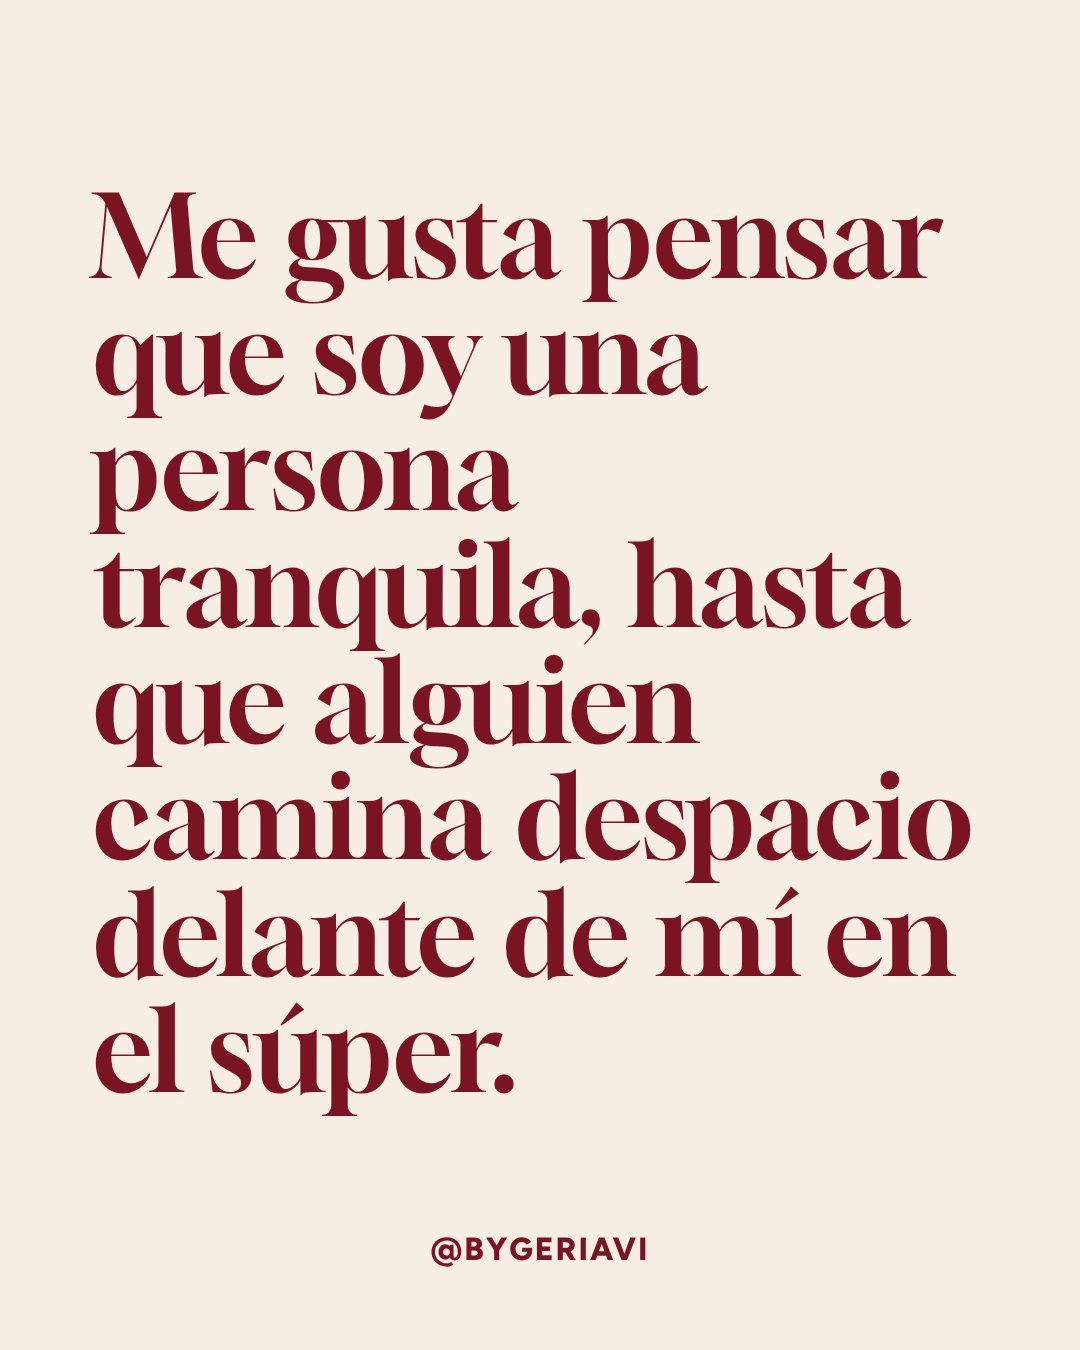 Me gusta pensar
que soy una
persona
tranquila, hasta
que alguien
camina despacio
delante de mí en
el súper.
@BYGERIAVI